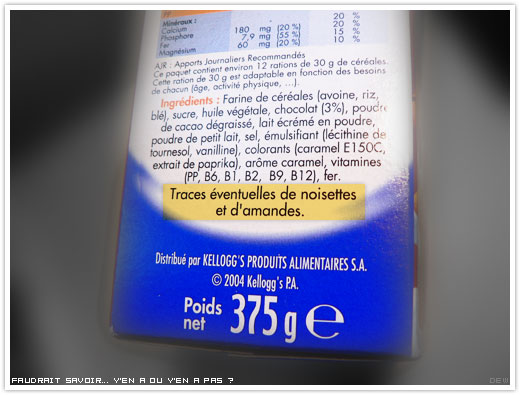 20 %
Minéraux : 20 %
Calcium 180 mg (20 %) 15 %
Phosphore 7,9 mg (55 %) 10 %
Fer 60 mg (20 %)
Magnésium
AJR : Apports Journaliers Recommandés
Ce paquet contient environ 12 rations de 30 g de céréales.
Cette ration de 30 g est adaptable en fonction des besoins
de chacun (âge, activité physique, ...).
Ingrédients : Farine de céréales (avoine, riz,
blé), sucre, huile végétale, chocolat (3%), poudre
de cacao dégraissé, lait écrémé en poudre,
poudre de petit lait, sel, émulsifiant (lécithine de
tournesol, vanilline), colorants (caramel E150C,
extrait de paprika), arôme caramel, vitamines
(PP, B6, B1, B2, B9, B12), fer.
Traces éventuelles de noisettes
et d'amandes.
Distribué par KELLOGG'S PRODUITS ALIMENTAIRES S.A.
© 2004 Kellogg's P.A.
Poids net 375 g e
FAUDRAIT SAVOIR... Y'EN A OU Y'EN A PAS ?
DEW